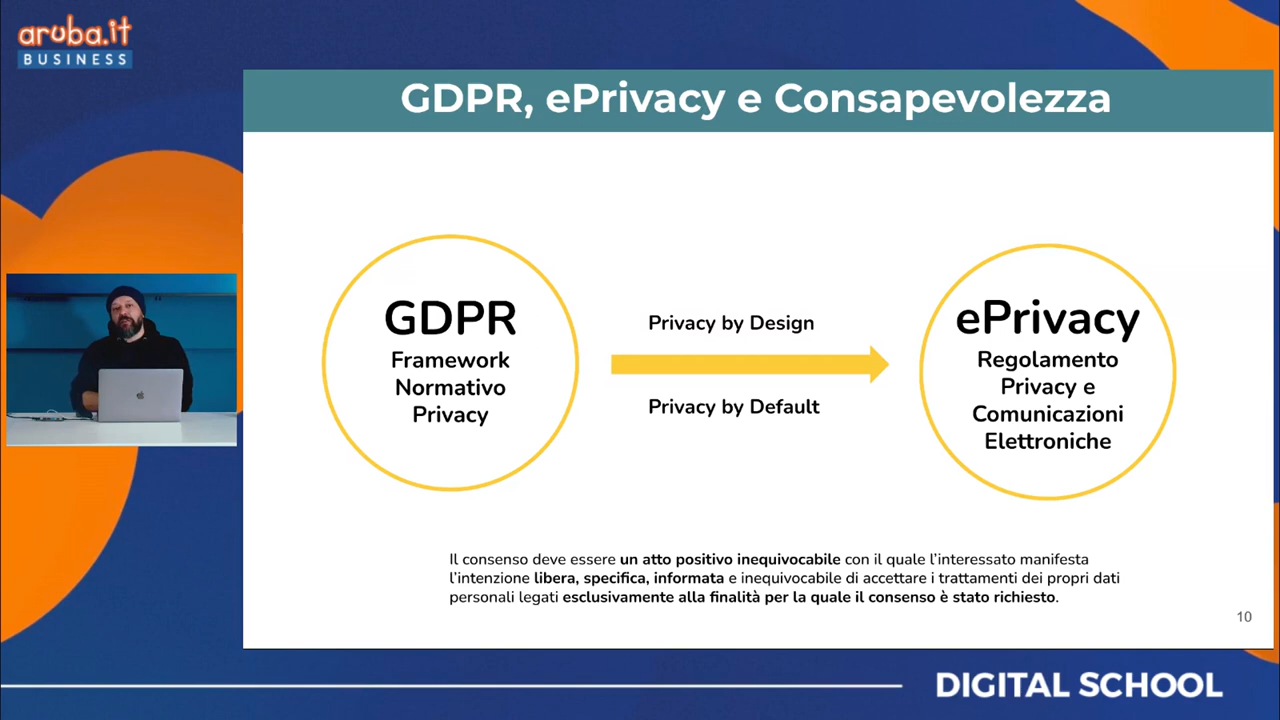 aruba.it
BUSINESS
GDPR, ePrivacy e Consapevolezza
GDPR
Framework
Normativo
Privacy
Privacy by Design
Privacy by Default
ePrivacy
Regolamento
Privacy e
Comunicazioni
Elettroniche
Il consenso deve essere un atto positivo inequivocabile con il quale l'interessato manifesta
l'intenzione libera, specifica, informata e inequivocabile di accettare i trattamenti dei propri dati
personali legati esclusivamente alla finalità per la quale il consenso è stato richiesto.
10
DIGITAL SCHOOL